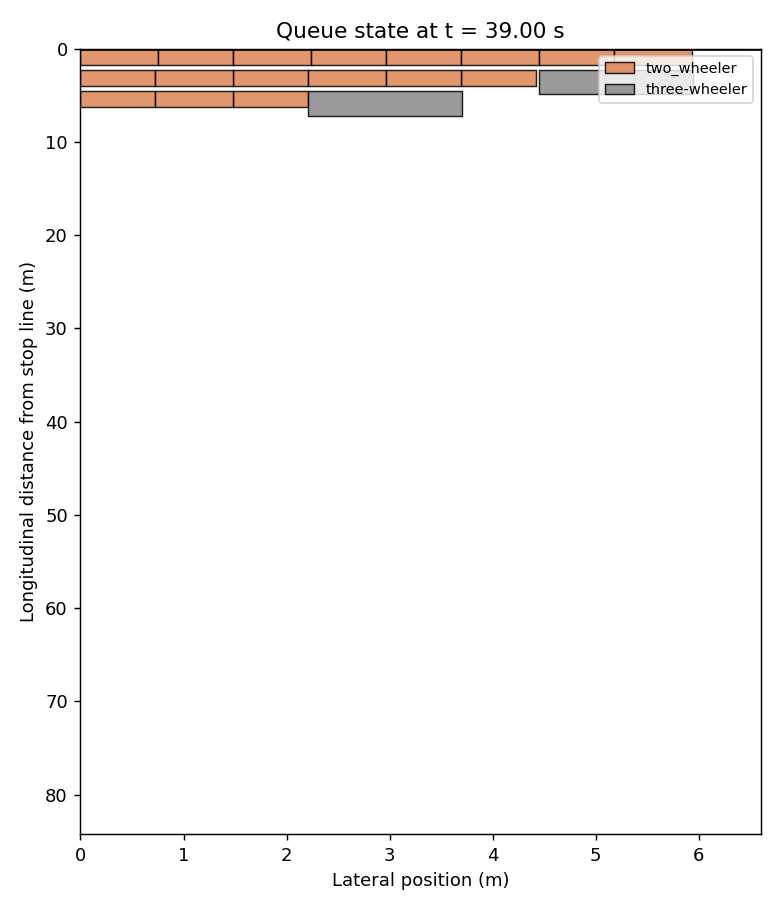 Queue state at t = 39.00 s
two_wheeler
three-wheeler
0
10
20
30
40
50
60
70
80
Longitudinal distance from stop line (m)
0 1 2 3 4 5 6
Lateral position (m)